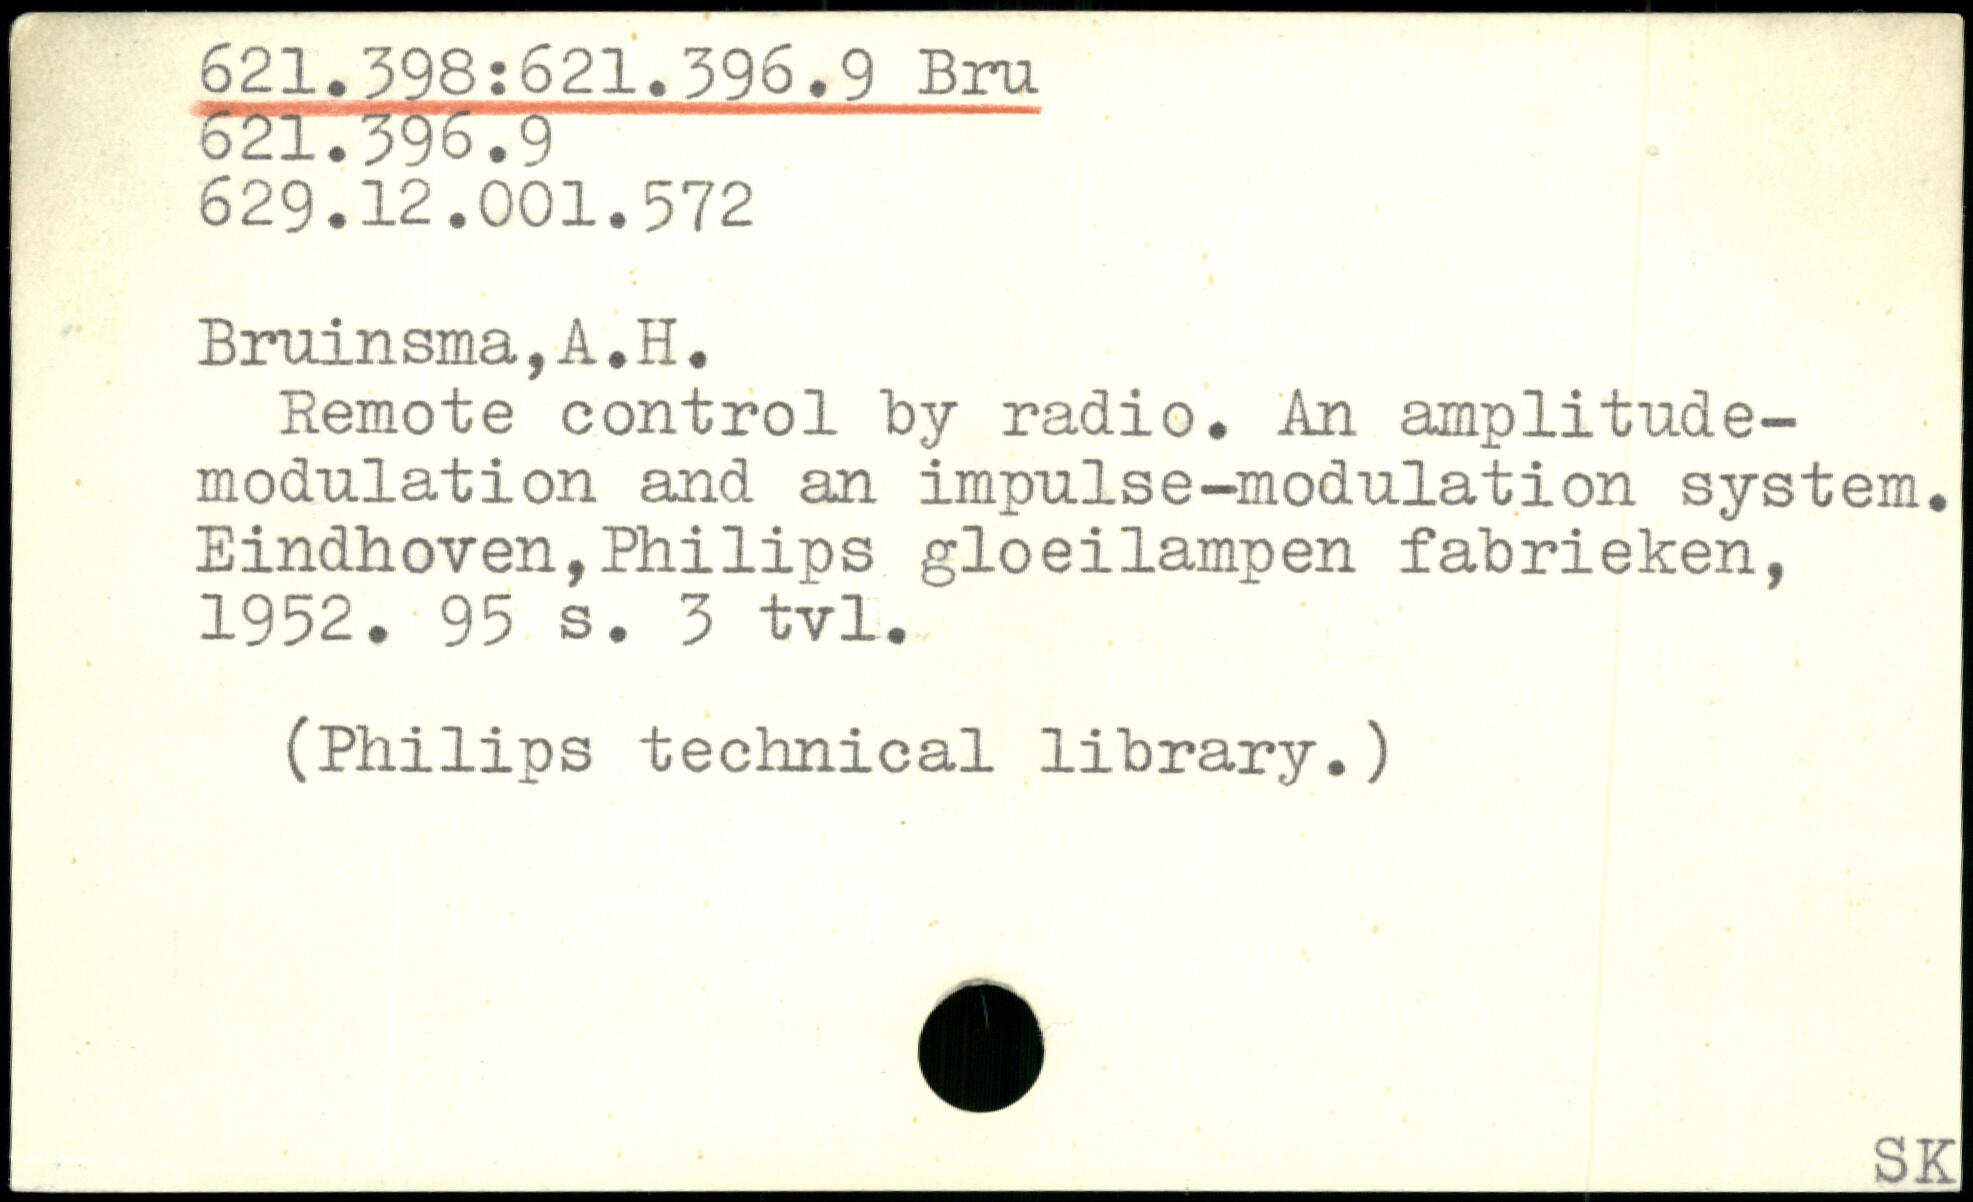 621.398:621.396.9 Bru
621.396.9
629.12.001.572
Bruinsma,A.H.
Remote control by radio. An amplitude-
modulation and an impulse-modulation system.
Eindhoven,Philips gloeilampen fabrieken,
1952. 95 s. 3 tvl.
(Philips technical library.)
SK